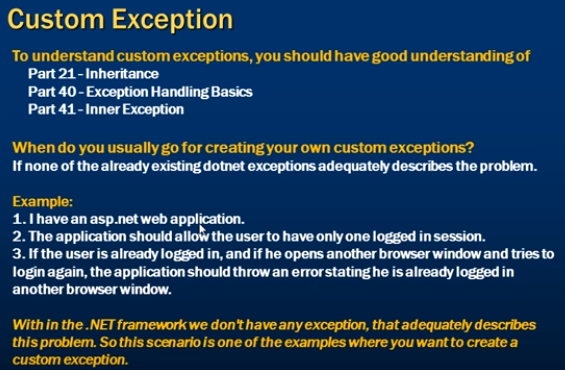 Custom Exception
To understand custom exceptions, you should have good understanding of
Part 21 - Inheritance
Part 40 - Exception Handling Basics
Part 41 - Inner Exception
When do you usually go for creating your own custom exceptions?
If none of the already existing dotnet exceptions adequately describes the problem.
Example:
1. I have an asp.net web application.
2. The application should allow the user to have only one logged in session.
3. If the user is already logged in, and if he opens another browser window and tries to
login again, the application should throw an error stating he is already logged in
another browser window.
With in the .NET framework we don't have any exception, that adequately describes
this problem. So this scenario is one of the examples where you want to create a
custom exception.